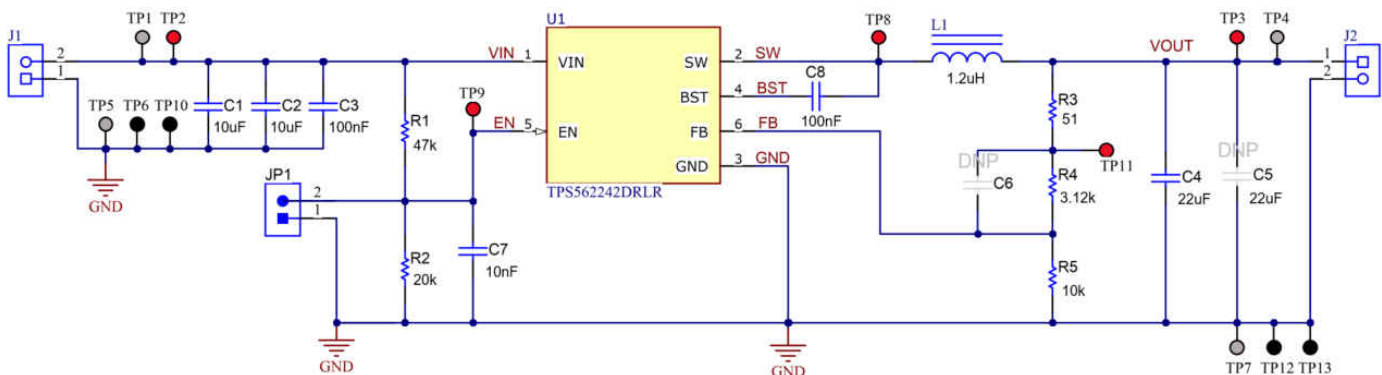 J1
2
1
TP1
TP2
TP5
TP6
TP10
GND
C1
10uF
C2
10uF
C3
100nF
R1
47k
JP1
2
1
R2
20k
GND
TP9
C7
10nF
VIN
EN
1
5
U1
VIN
EN
SW
BST
FB
GND
TPS562242DRLR
2
4
6
3
SW
BST
FB
GND
C8
100nF
TP8
L1
1.2uH
GND
R3
51
TP11
DNP
C6
R4
3.12k
R5
10k
VOUT
C4
22uF
TP3
TP4
DNP
C5
22uF
J2
1
2
TP7
TP12
TP13